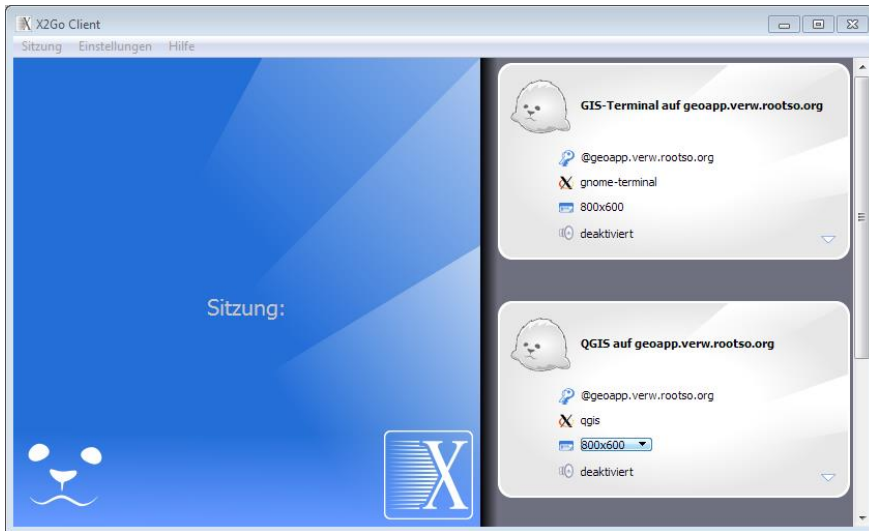 X2Go Client
Sitzung Einstellungen Hilfe
Sitzung:
GIS-Terminal auf geoapp.verw.rootso.org
@geoapp.verw.rootso.org
gnome-terminal
800x600
deaktiviert
QGIS auf geoapp.verw.rootso.org
@geoapp.verw.rootso.org
qgis
800x600
deaktiviert